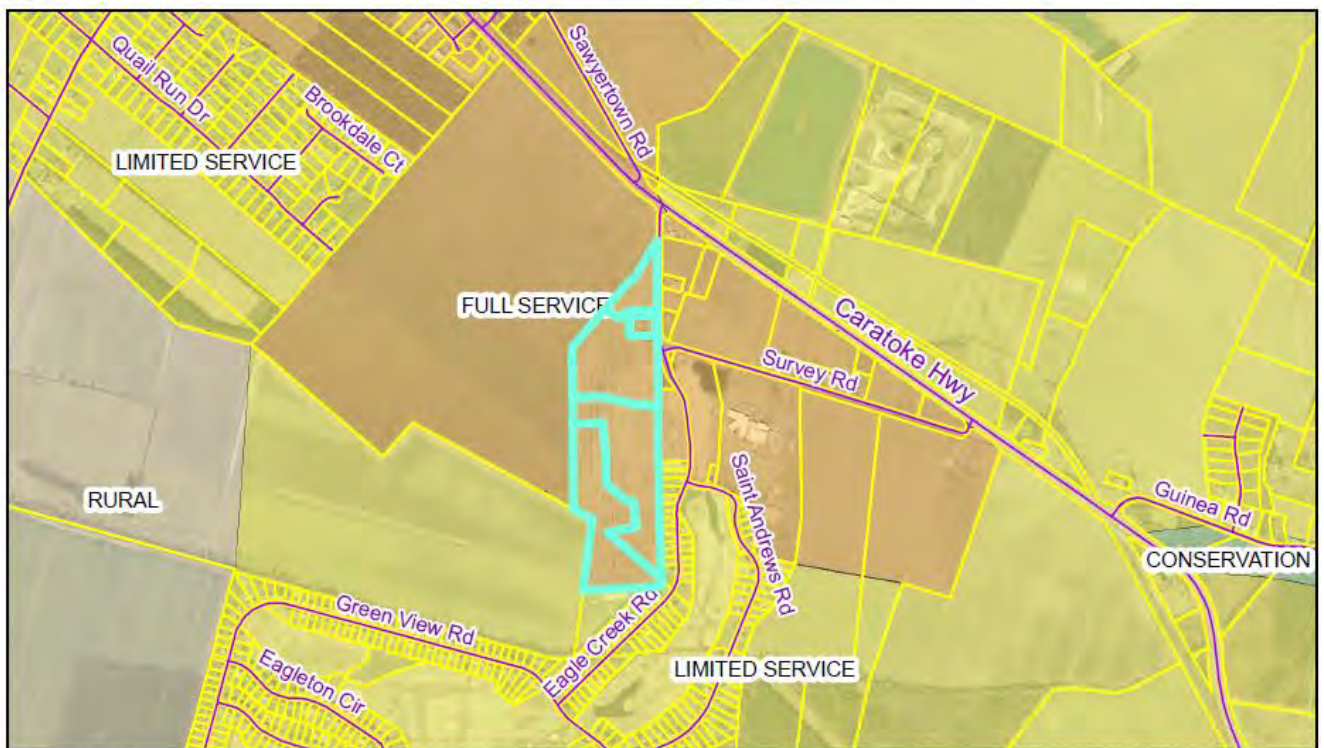 Sawyertown Rd
Quail Run Dr
Brookdale Ct
LIMITED SERVICE
FULL SERVICE
Caratoke Hwy
Survey Rd
RURAL
Saint Andrews Rd
Guinea Rd
CONSERVATION
Green View Rd
Eagle Creek Rd
Eagleton Cir
LIMITED SERVICE